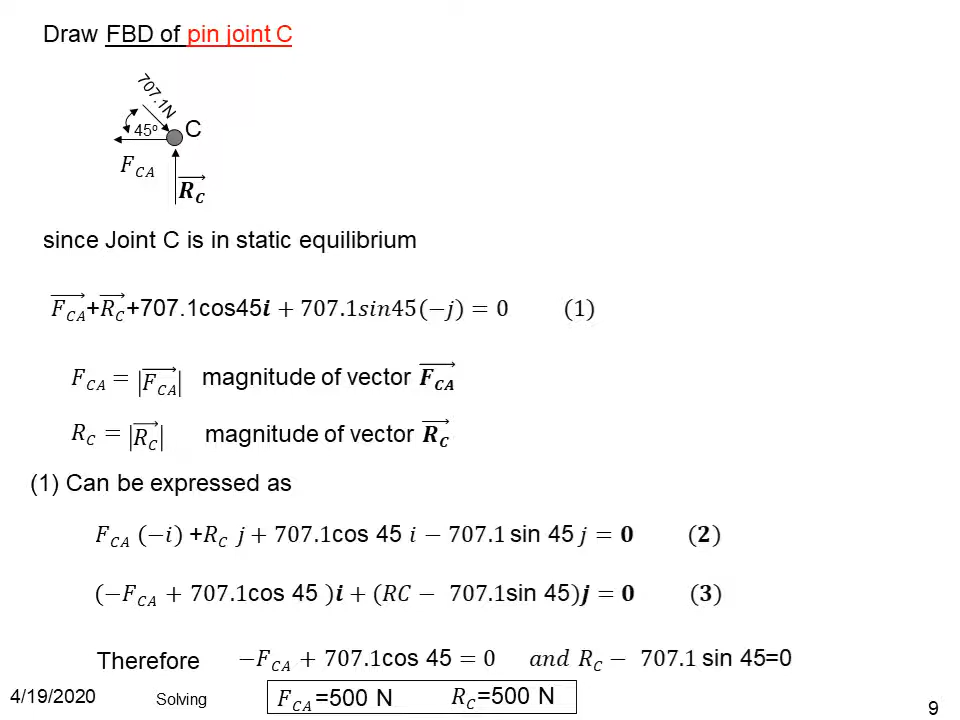 Draw FBD of pin joint C
707.1N
45° C
F_CA
R_C⃗
since Joint C is in static equilibrium
F_CA⃗+R_C⃗+707.1cos45i + 707.1sin45(−j) = 0 (1)
F_CA = |F_CA⃗| magnitude of vector F_CA⃗
R_C = |R_C⃗| magnitude of vector R_C⃗
(1) Can be expressed as
F_CA (−i) +R_C j + 707.1cos 45 i − 707.1 sin 45 j = 0 (2)
(−F_CA + 707.1cos 45 )i + (RC − 707.1sin 45)j = 0 (3)
Therefore −F_CA + 707.1cos 45 = 0 and R_C − 707.1 sin 45=0
4/19/2020 Solving F_CA=500 N R_C=500 N 9